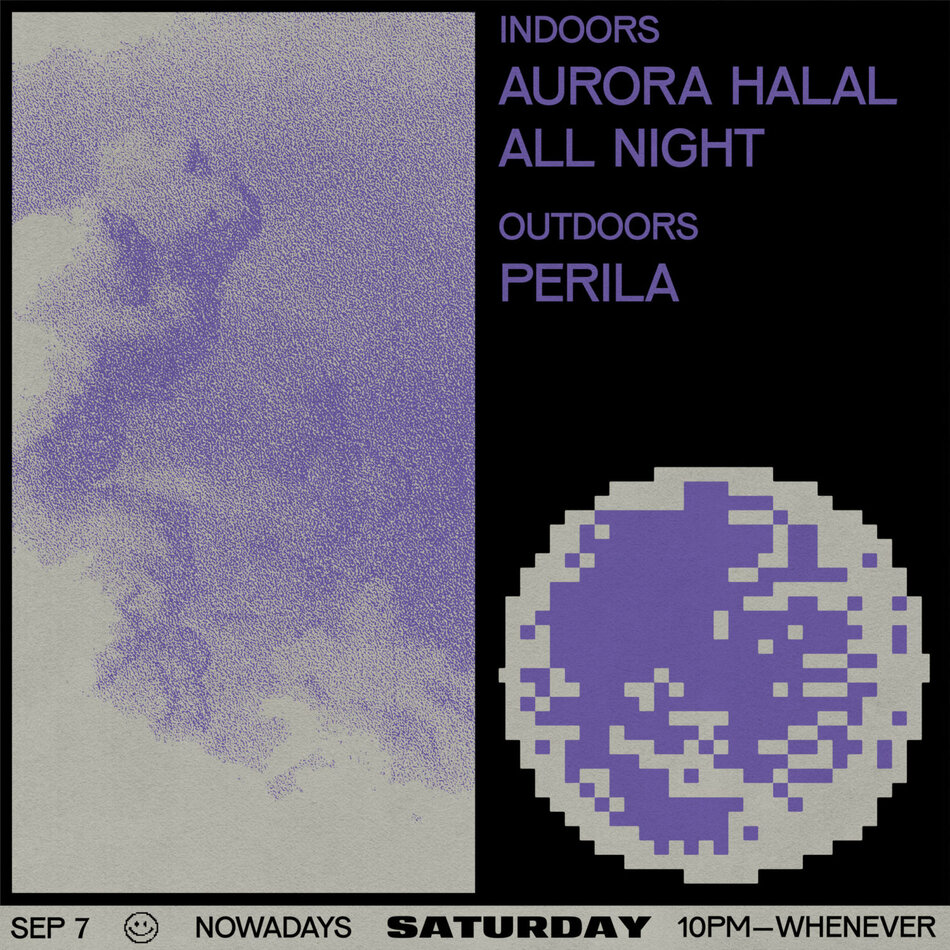 INDOORS
AURORA HALAL
ALL NIGHT
OUTDOORS
PERILA
SEP 7 NOWADAYS SATURDAY 10PM—WHENEVER